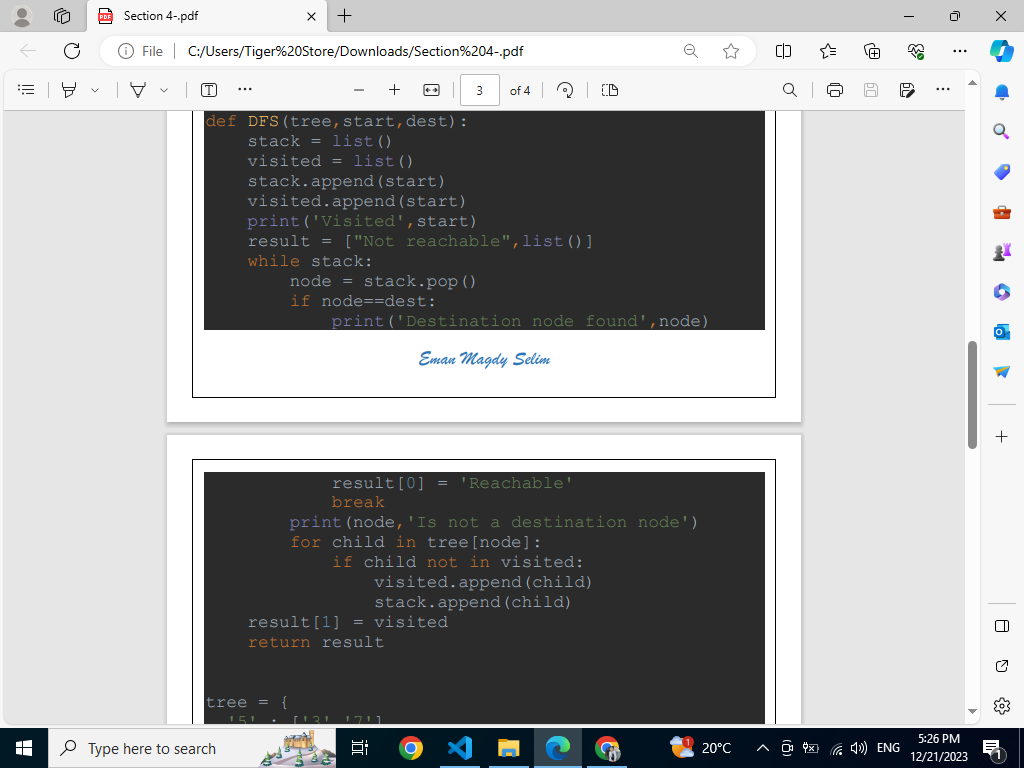 Section 4-.pdf
File
C:/Users/Tiger%20Store/Downloads/Section%204-.pdf
3 of 4
def DFS(tree,start,dest):
    stack = list()
    visited = list()
    stack.append(start)
    visited.append(start)
    print('Visited',start)
    result = ["Not reachable",list()]
    while stack:
        node = stack.pop()
        if node==dest:
            print('Destination node found',node)
Eman Magdy Selim
            result[0] = 'Reachable'
            break
        print(node,'Is not a destination node')
        for child in tree[node]:
            if child not in visited:
                visited.append(child)
                stack.append(child)
    result[1] = visited
    return result
tree = {
  '5' : ['3','7'],
Type here to search
1
20°C
ENG
5:26 PM
12/21/2023
1